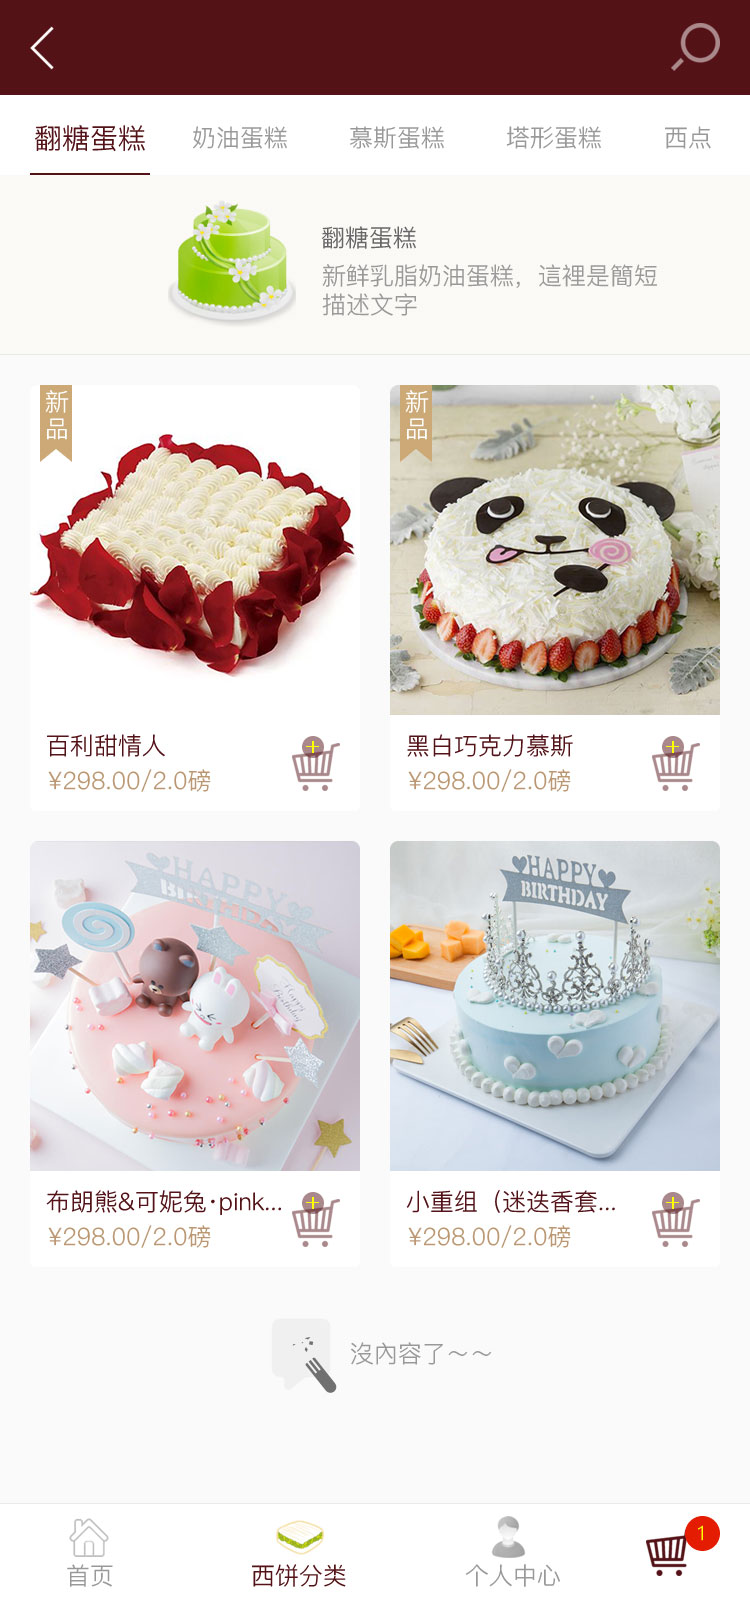 翻糖蛋糕 奶油蛋糕 慕斯蛋糕 塔形蛋糕 西点
翻糖蛋糕
新鲜乳脂奶油蛋糕，這裡是簡短
描述文字
新
品
新
品
百利甜情人
¥298.00/2.0磅
黑白巧克力慕斯
¥298.00/2.0磅
HAPPY
BIRTHDAY
Happy
Birthday
HAPPY
BIRTHDAY
布朗熊&可妮兔·pink...
¥298.00/2.0磅
小重组（迷迭香套...
¥298.00/2.0磅
沒內容了～～
首页
西饼分类
个人中心
1